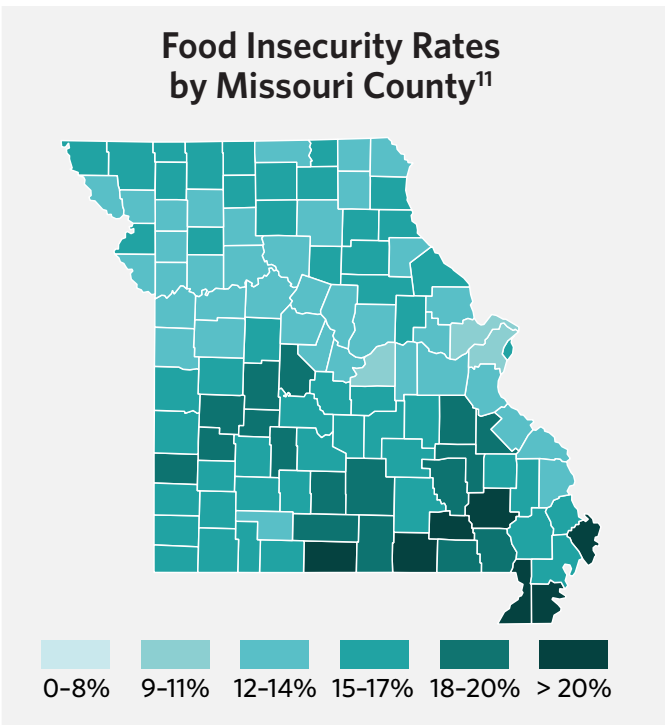 Food Insecurity Rates
by Missouri County¹¹
0–8% 9–11% 12–14% 15–17% 18–20% > 20%